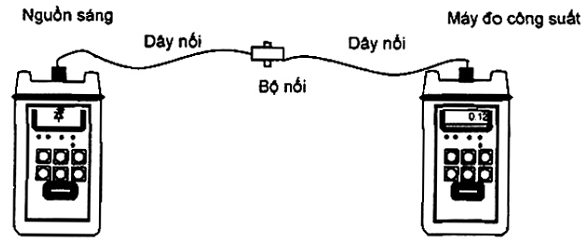 Nguồn sáng
Máy đo công suất
Dây nối
Dây nối
Bộ nối
0.12